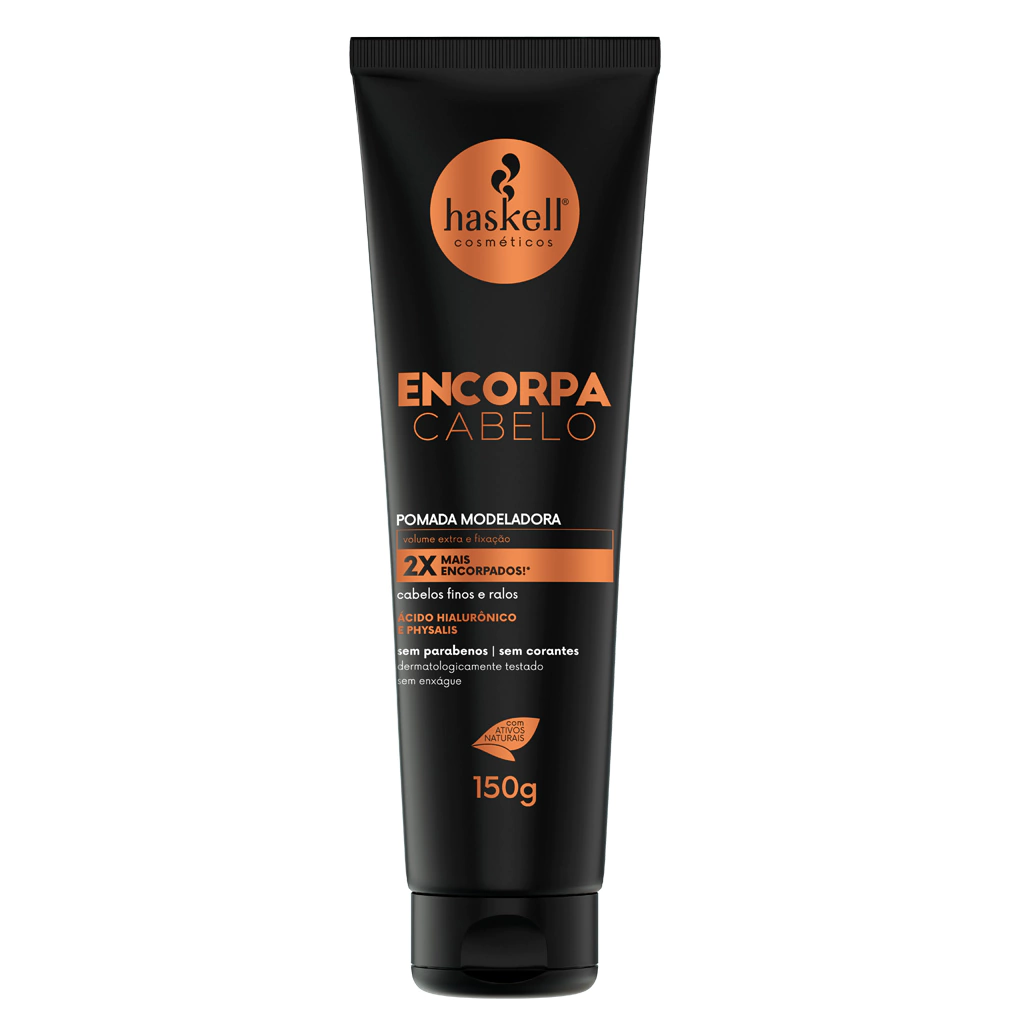 haskell®
cosméticos
ENCORPA
CABELO
POMADA MODELADORA
volume extra e fixação
2X MAIS
ENCORPADOS!*
cabelos finos e ralos
ÁCIDO HIALURÔNICO
E PHYSALIS
sem parabenos | sem corantes
dermatologicamente testado
sem enxágue
com
ATIVOS
NATURAIS
150g